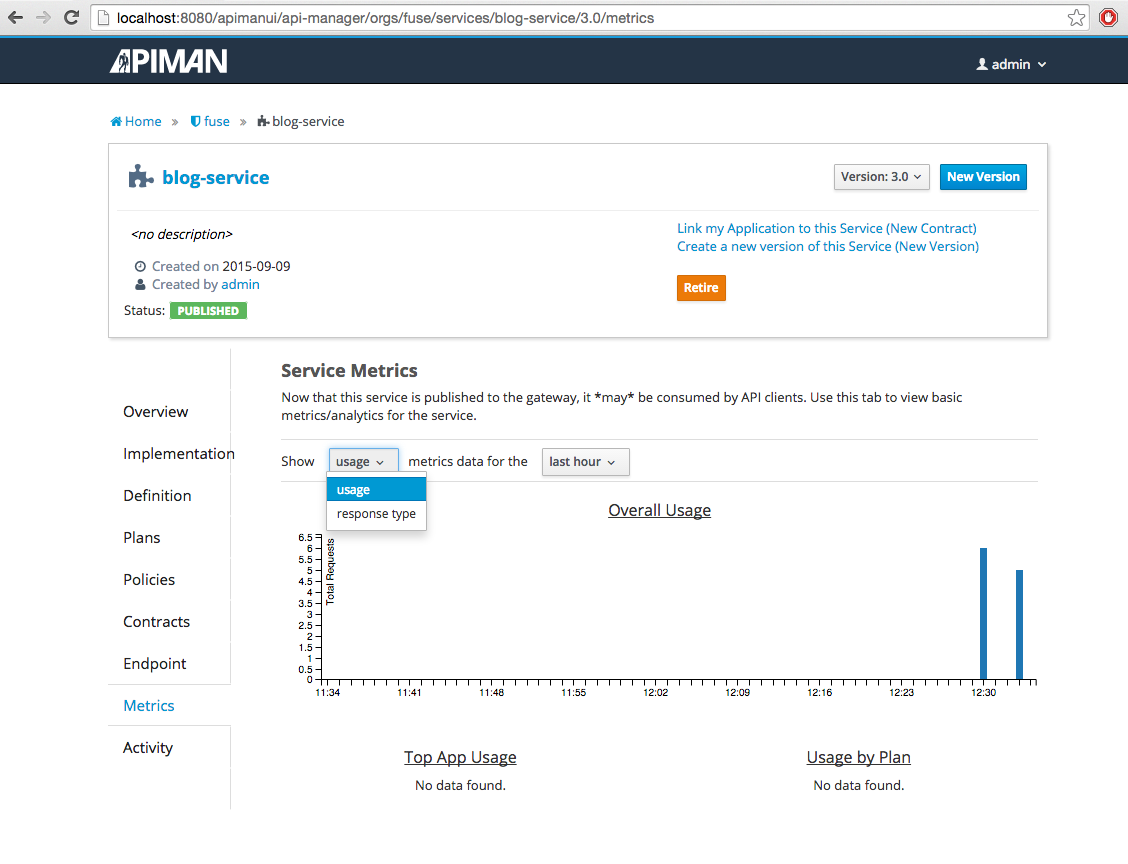 localhost:8080/apimanui/api-manager/orgs/fuse/services/blog-service/3.0/metrics
APIMAN
admin
Home » fuse » blog-service
blog-service
Version: 3.0
New Version
<no description>
Link my Application to this Service (New Contract)
Create a new version of this Service (New Version)
Created on 2015-09-09
Created by admin
Retire
Status: PUBLISHED
Overview
Implementation
Definition
Plans
Policies
Contracts
Endpoint
Metrics
Activity
Service Metrics
Now that this service is published to the gateway, it *may* be consumed by API clients. Use this tab to view basic
metrics/analytics for the service.
Show usage metrics data for the last hour
usage
response type
Overall Usage
Total Requests
6.5
6
5.5
5
4.5
4
3.5
3
2.5
2
1.5
1
0.5
0
11:34 11:41 11:48 11:55 12:02 12:09 12:16 12:23 12:30
Top App Usage
No data found.
Usage by Plan
No data found.